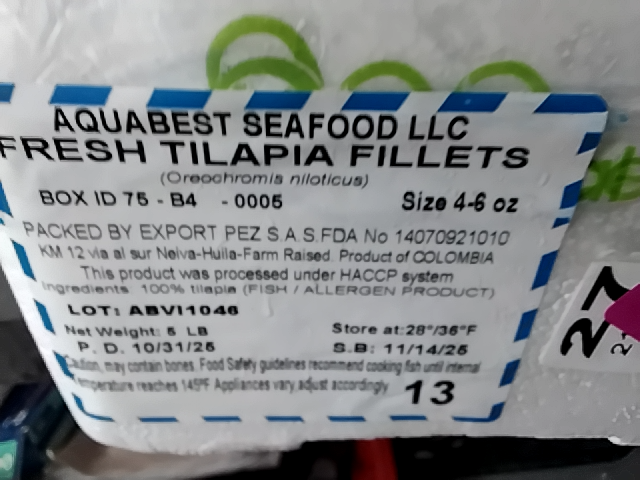 AQUABEST SEAFOOD LLC
FRESH TILAPIA FILLETS
(Oreochromis niloticus)
BOX ID 75 - B4 - 0005 Size 4-6 oz
PACKED BY EXPORT PEZ S.A.S.FDA No 14070921010
KM 12 via al sur Neiva-Huila-Farm Raised. Product of COLOMBIA
This product was processed under HACCP system
Ingredients 100% tilapia (FISH / ALLERGEN PRODUCT)
LOT: ABVI1046
Net Weight: 5 LB Store at: 28°/36°F
P. D. 10/31/25 S.B: 11/14/25
Caution, may contain bones. Food Safety guidelines recommend cooking fish until internal
temperature reaches 145°F Appliances vary, adjust accordingly
13
27